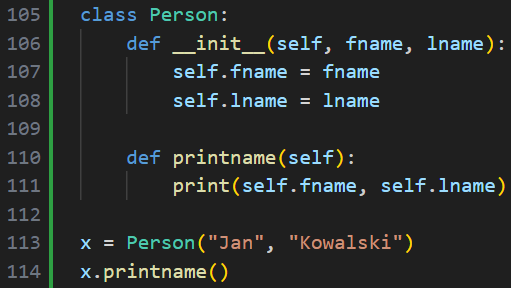 105 class Person:
106     def __init__(self, fname, lname):
107         self.fname = fname
108         self.lname = lname
109
110     def printname(self):
111         print(self.fname, self.lname)
112
113 x = Person("Jan", "Kowalski")
114 x.printname()